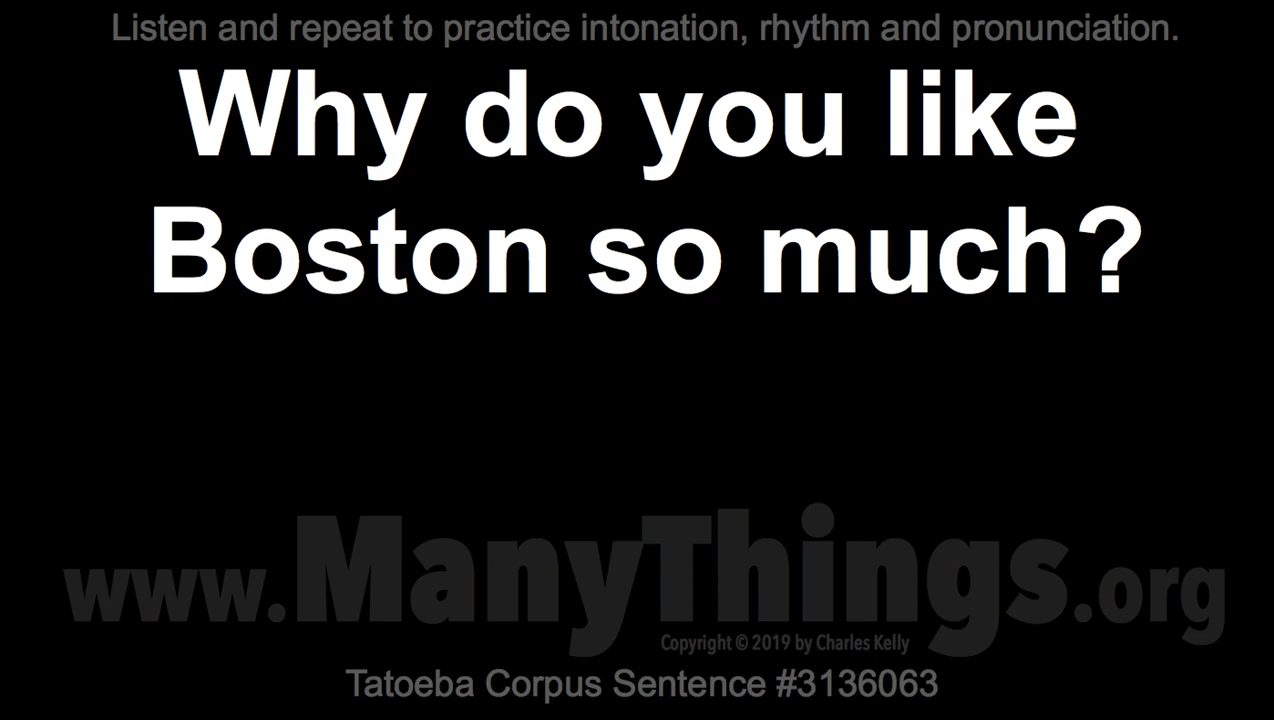 Listen and repeat to practice intonation, rhythm and pronunciation.
Why do you like
Boston so much?
www.ManyThings.org
Copyright © 2019 by Charles Kelly
Tatoeba Corpus Sentence #3136063